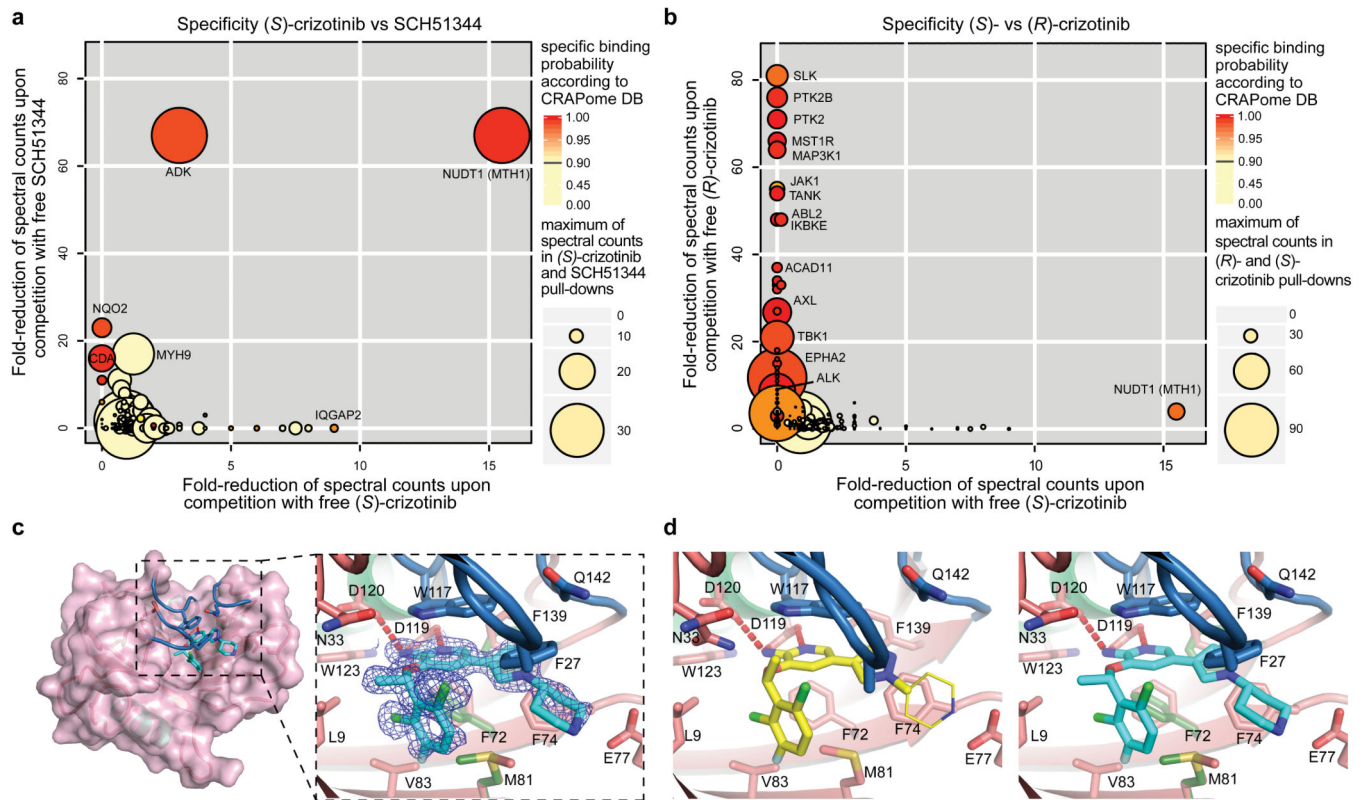 a
Specificity (S)-crizotinib vs SCH51344
Fold-reduction of spectral counts upon
competition with free SCH51344
80
60
40
20
0
0
5
10
15
Fold-reduction of spectral counts upon
competition with free (S)-crizotinib
ADK
NUDT1 (MTH1)
NQO2
CDA
MYH9
IQGAP2
specific binding
probability
according to
CRAPome DB
1.00
0.95
0.90
0.45
0.00
maximum of
spectral counts
in (S)-crizotinib
and SCH51344
pull-downs
0
10
20
30
b
Specificity (S)- vs (R)-crizotinib
Fold-reduction of spectral counts upon
competition with free (R)-crizotinib
80
60
40
20
0
0
5
10
15
Fold-reduction of spectral counts upon
competition with free (S)-crizotinib
SLK
PTK2B
PTK2
MST1R
MAP3K1
JAK1
TANK
ABL2
IKBKE
ACAD11
AXL
TBK1
EPHA2
ALK
NUDT1 (MTH1)
specific binding
probability
according to
CRAPome DB
1.00
0.95
0.90
0.45
0.00
maximum of
spectral counts in
(R)- and (S)-
crizotinib pull-downs
0
30
60
90
c
D120
W117
Q142
N33
D119
F139
W123
F27
L9
F72
F74
E77
V83
M81
d
D120
W117
Q142
N33
D119
F139
W123
F27
L9
F72
F74
E77
V83
M81
D120
W117
Q142
N33
D119
F139
W123
F27
L9
F72
F74
E77
V83
M81